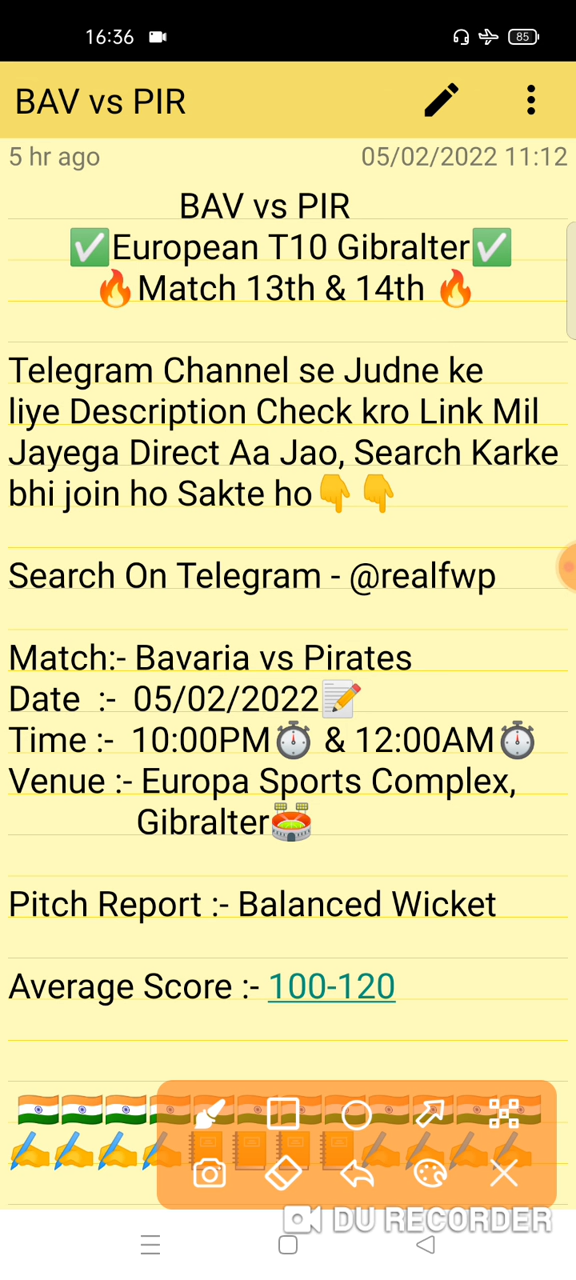 16:36
85
BAV vs PIR
5 hr ago 05/02/2022 11:12
BAV vs PIR
✅European T10 Gibralter✅
🔥Match 13th & 14th 🔥
Telegram Channel se Judne ke
liye Description Check kro Link Mil
Jayega Direct Aa Jao, Search Karke
bhi join ho Sakte ho👇👇
Search On Telegram - @realfwp
Match:- Bavaria vs Pirates
Date :- 05/02/2022📝
Time :- 10:00PM⏱ & 12:00AM⏱
Venue :- Europa Sports Complex,
Gibralter🏟
Pitch Report :- Balanced Wicket
Average Score :- 100-120
DU RECORDER